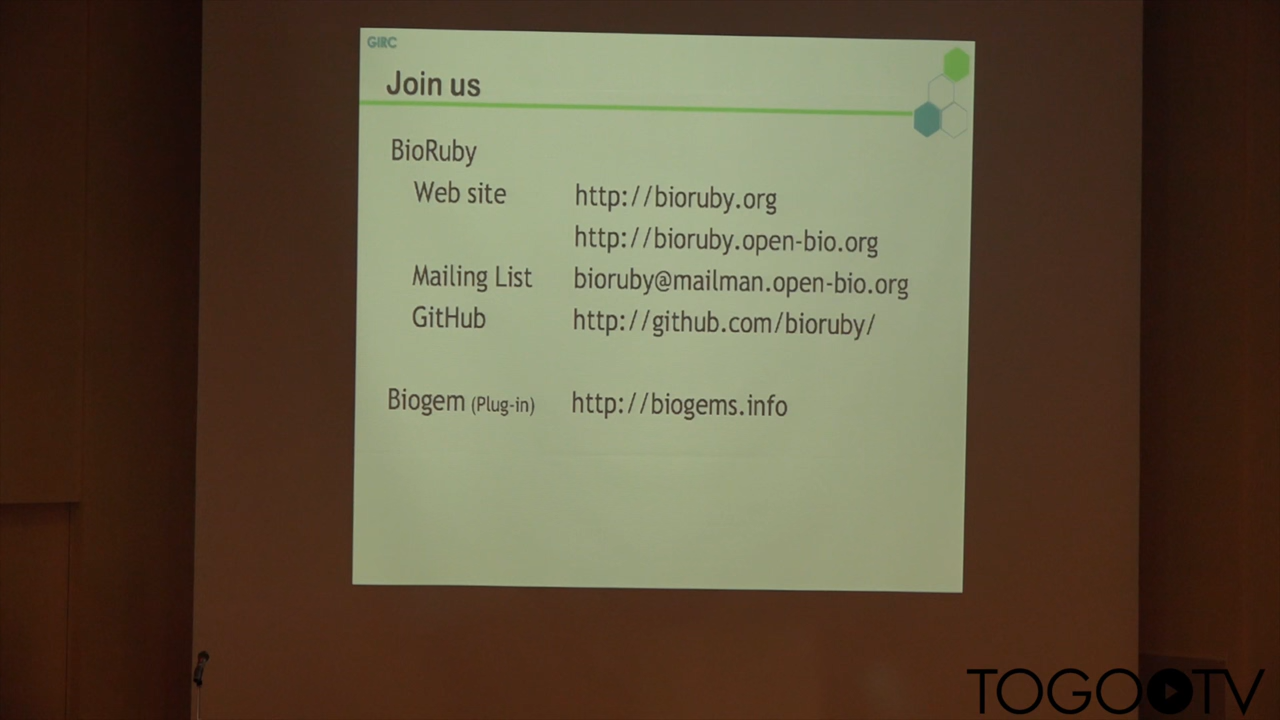 GIRC
Join us
BioRuby
Web site http://bioruby.org
http://bioruby.open-bio.org
Mailing List bioruby@mailman.open-bio.org
GitHub http://github.com/bioruby/
Biogem (Plug-in) http://biogems.info
TOGOTV